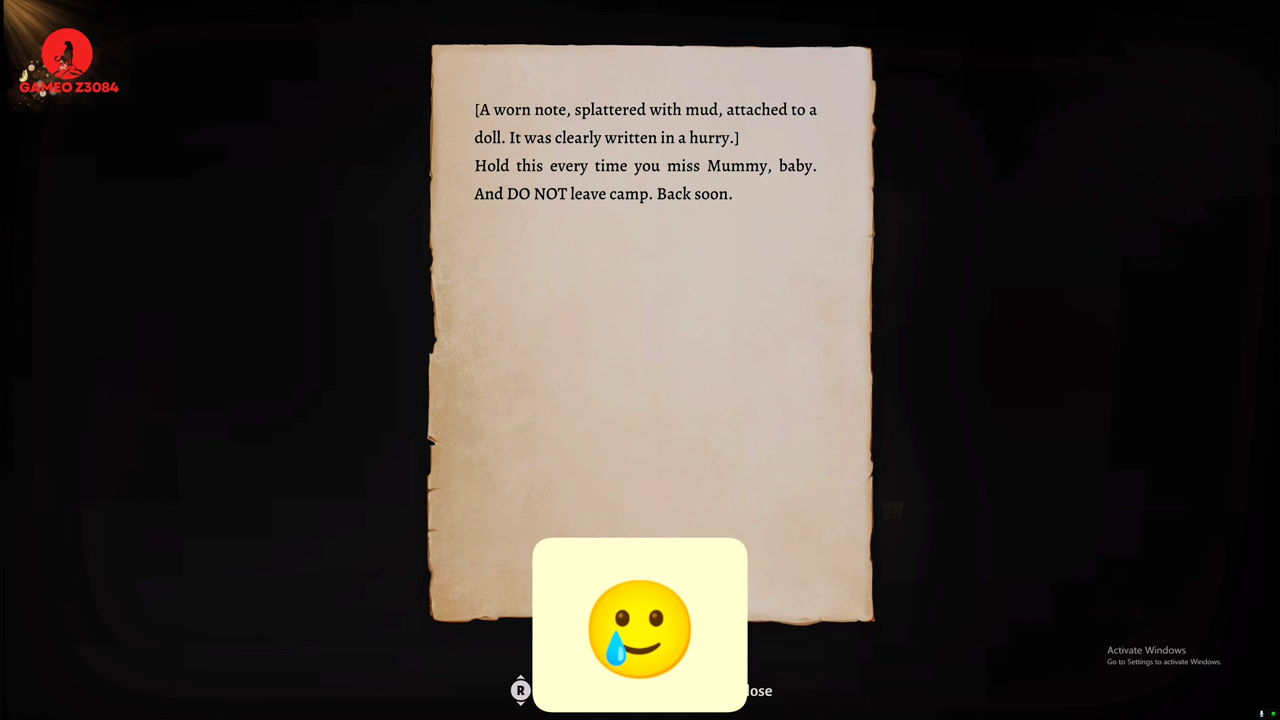 GAMEO Z3084
[A worn note, splattered with mud, attached to a
doll. It was clearly written in a hurry.]
Hold this every time you miss Mummy, baby.
And DO NOT leave camp. Back soon.
Activate Windows
Go to Settings to activate Windows.
R
lose